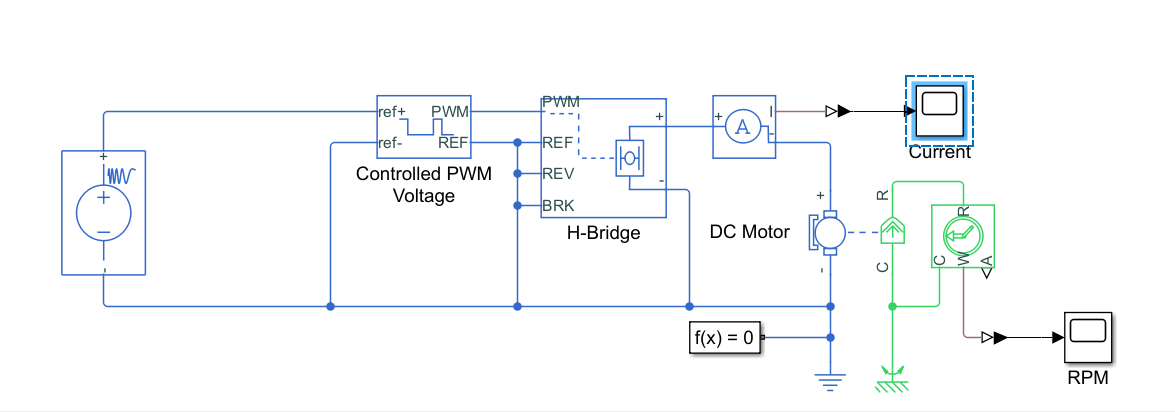 Current
PWM
ref+
PWM
ref-
REF
Controlled PWM
Voltage
REF
REV
BRK
H-Bridge
+
-
+
A
I
-
+
+
−
-
DC Motor
+
-
R
C
R
C
W
A
f(x) = 0
RPM